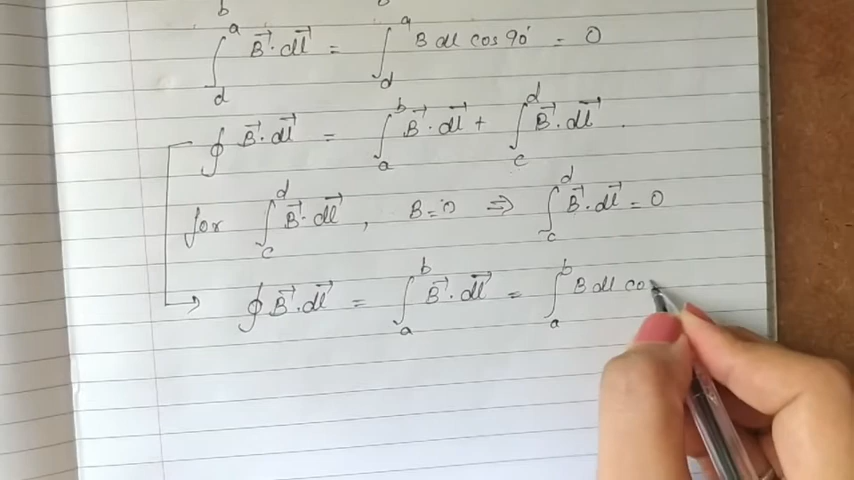 ∫_d^a B⃗·dl⃗ = ∫_d^a B dl cos 90° = 0
∮ B⃗·dl⃗ = ∫_a^b B⃗·dl⃗ + ∫_c^d B⃗·dl⃗ .
for ∫_c^d B⃗·dl⃗ , B=0 ⇒ ∫_c^d B⃗·dl⃗ = 0
→ ∮ B⃗·dl⃗ = ∫_a^b B⃗·dl⃗ = ∫_a^b B dl co